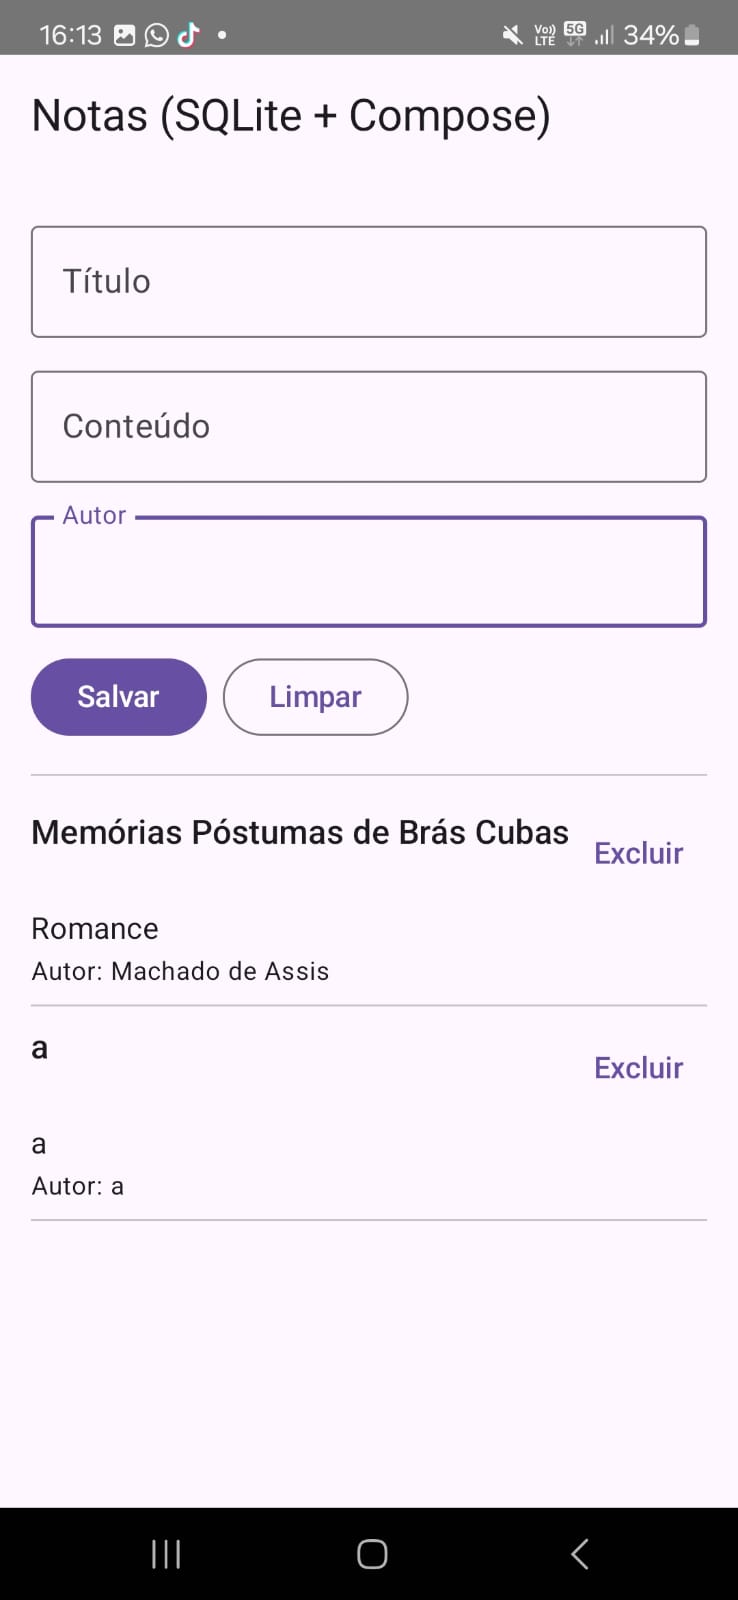 16:13 Vo)) LTE 5G 34%
Notas (SQLite + Compose)
Título
Conteúdo
Autor
Salvar Limpar
Memórias Póstumas de Brás Cubas Excluir
Romance
Autor: Machado de Assis
a Excluir
a
Autor: a